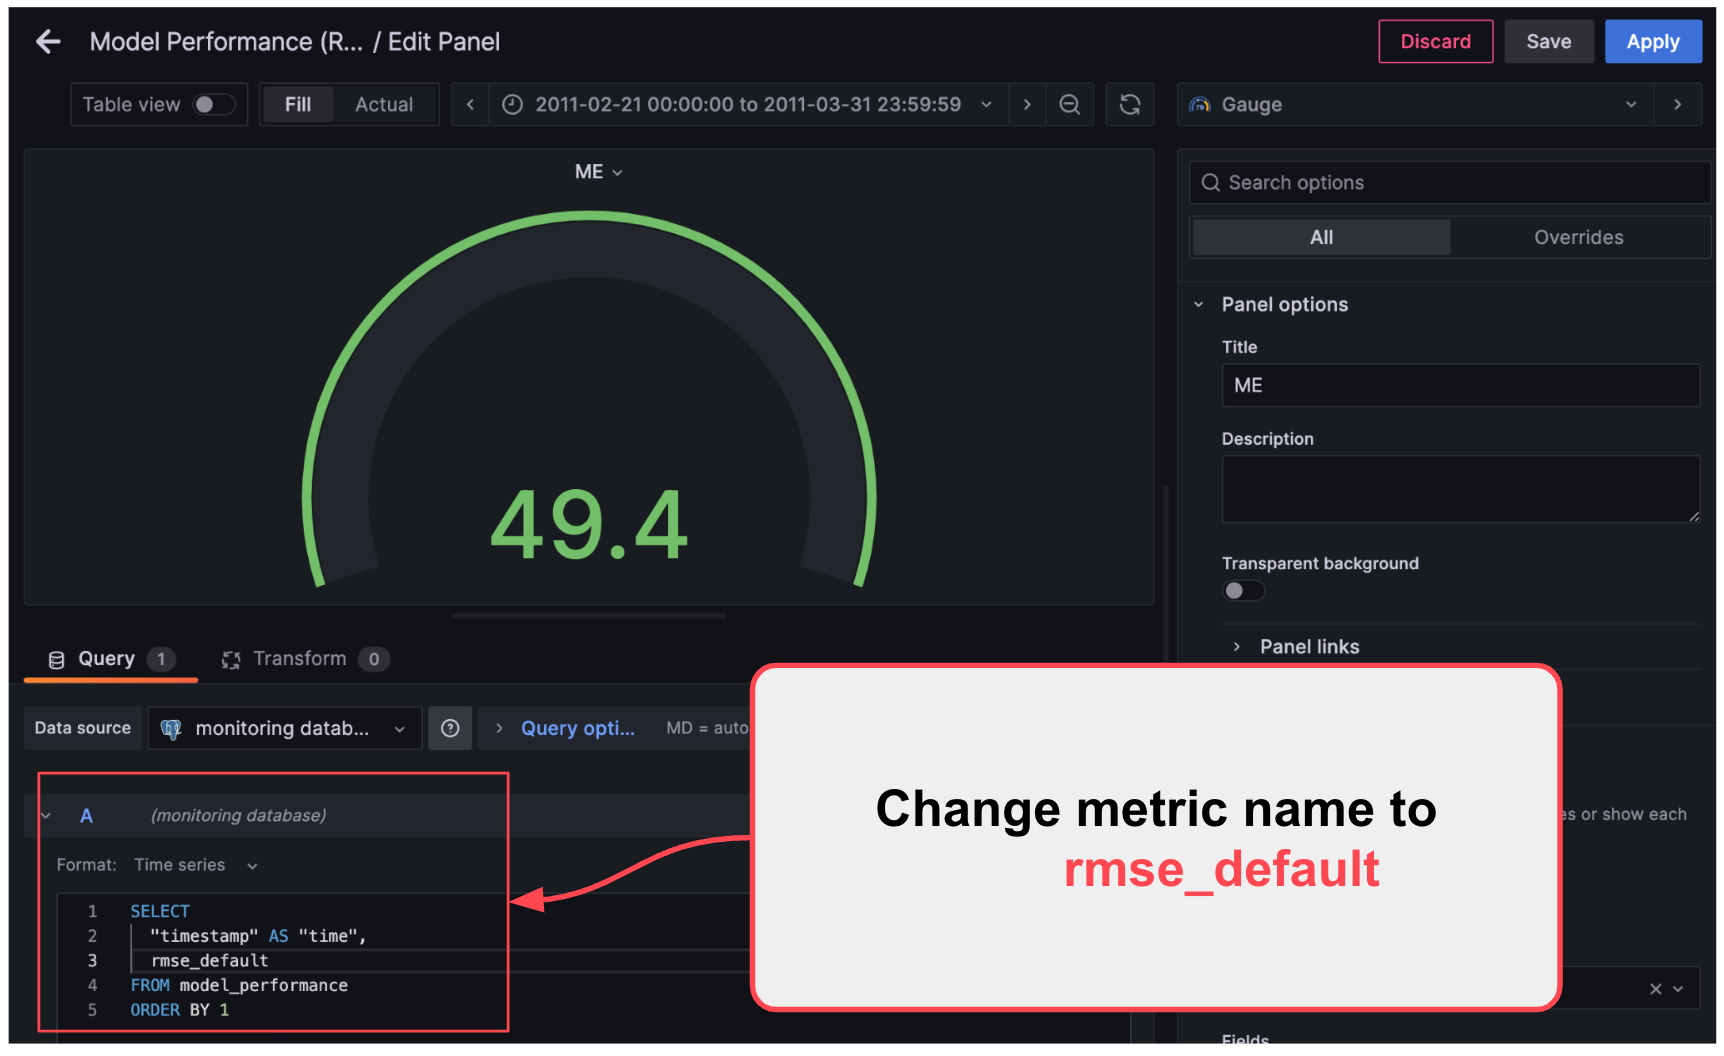 Model Performance (R... / Edit Panel
Discard
Save
Apply
Table view
Fill
Actual
2011-02-21 00:00:00 to 2011-03-31 23:59:59
79
Gauge
ME
Search options
All
Overrides
Panel options
Title
ME
Description
49.4
Transparent background
Panel links
Query 1
Transform 0
Data source
monitoring datab...
Query opti...
MD = auto
Change metric name to
rmse_default
A (monitoring database)
es or show each
Format: Time series
1 SELECT
2 "timestamp" AS "time",
3 rmse_default
4 FROM model_performance
5 ORDER BY 1
Fields